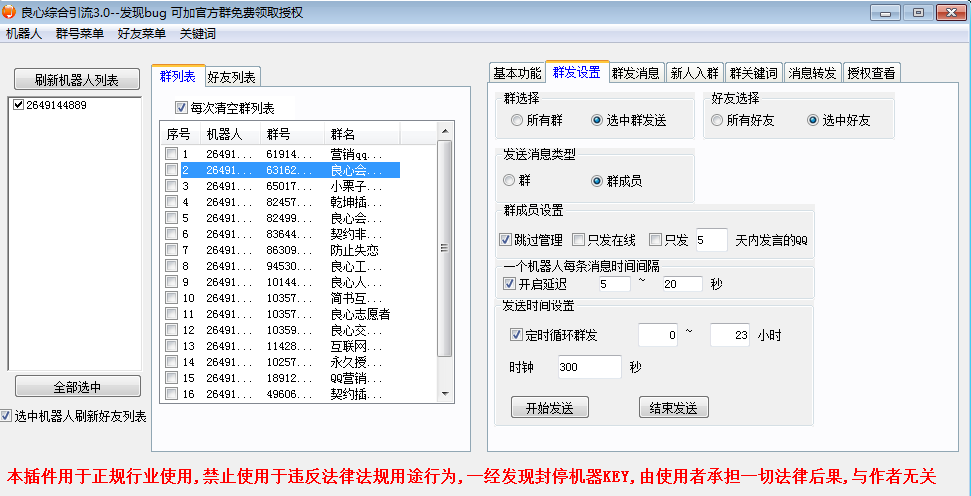 良心综合引流3.0--发现bug 可加官方群免费领取授权
机器人 群号菜单 好友菜单 关键词
刷新机器人列表
2649144889
全部选中
选中机器人刷新好友列表
群列表 好友列表
每次清空群列表
序号 机器人 群号 群名
1 26491... 61914... 营销qq...
2 26491... 63162... 良心会...
3 26491... 65017... 小栗子...
4 26491... 82457... 乾坤插...
5 26491... 82499... 良心会...
6 26491... 83644... 契约非...
7 26491... 86309... 防止失恋
8 26491... 94530... 良心工...
9 26491... 10144... 良心人...
10 26491... 10357... 简书互...
11 26491... 10357... 良心志愿者
12 26491... 10359... 良心交...
13 26491... 11428... 互联网...
14 26491... 10257... 永久授...
15 26491... 18912... QQ营销...
16 26491... 49606... 契约插...
基本功能 群发设置 群发消息 新人入群 群关键词 消息转发 授权查看
群选择
所有群 选中群发送
好友选择
所有好友 选中好友
发送消息类型
群 群成员
群成员设置
跳过管理 只发在线 只发 5 天内发言的QQ
一个机器人每条消息时间间隔
开启延迟 5 ~ 20 秒
发送时间设置
定时循环群发 0 ~ 23 小时
时钟 300 秒
开始发送 结束发送
本插件用于正规行业使用,禁止使用于违反法律法规用途行为,一经发现封停机器KEY,由使用者承担一切法律后果,与作者无关